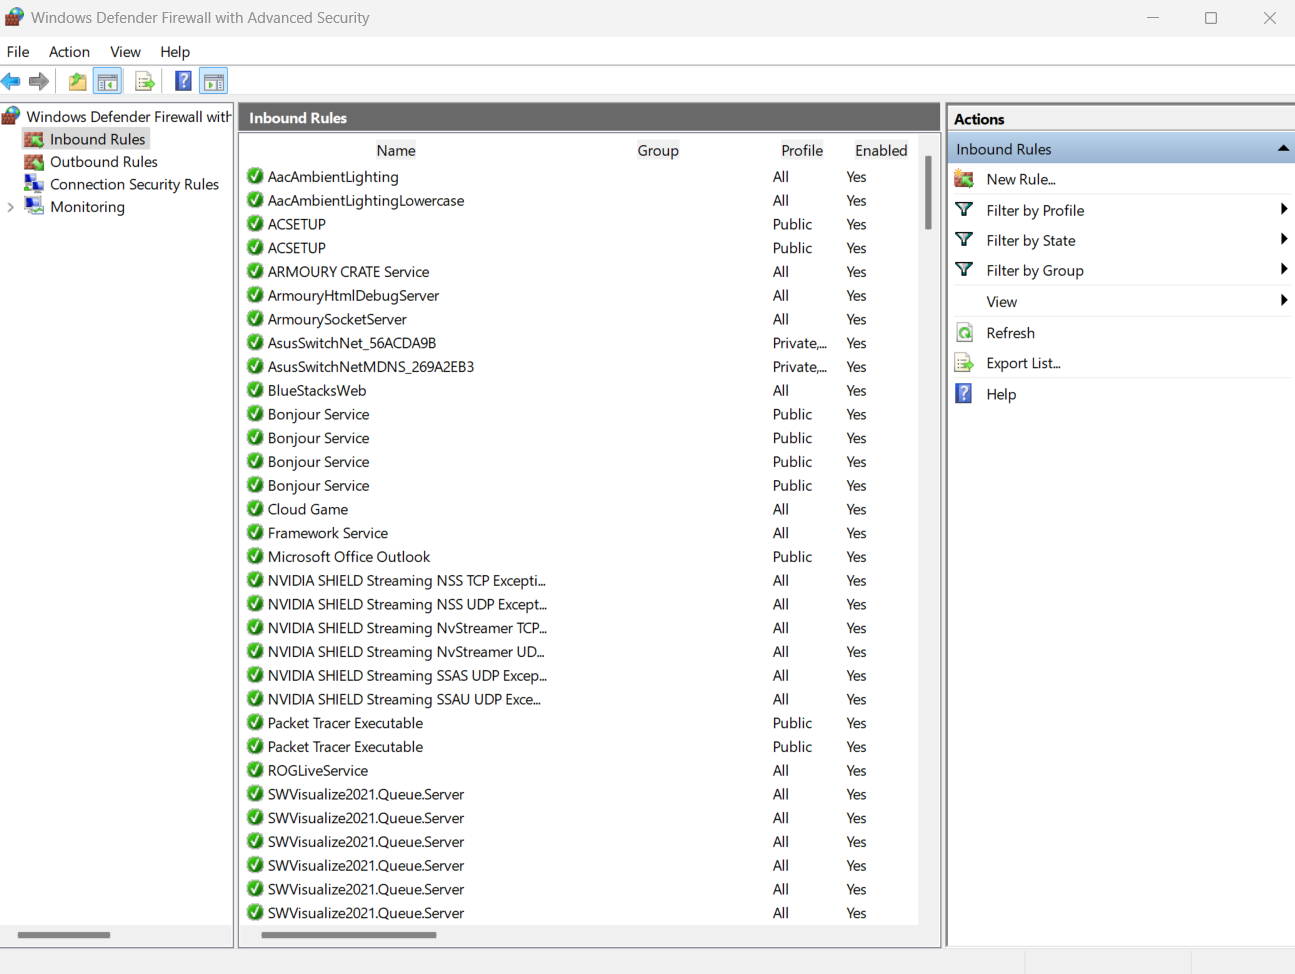 Windows Defender Firewall with Advanced Security
File Action View Help
Windows Defender Firewall with
Inbound Rules
Outbound Rules
Connection Security Rules
Monitoring
Inbound Rules
Name Group Profile Enabled
AacAmbientLighting All Yes
AacAmbientLightingLowercase All Yes
ACSETUP Public Yes
ACSETUP Public Yes
ARMOURY CRATE Service All Yes
ArmouryHtmlDebugServer All Yes
ArmourySocketServer All Yes
AsusSwitchNet_56ACDA9B Private,... Yes
AsusSwitchNetMDNS_269A2EB3 Private,... Yes
BlueStacksWeb All Yes
Bonjour Service Public Yes
Bonjour Service Public Yes
Bonjour Service Public Yes
Bonjour Service Public Yes
Cloud Game All Yes
Framework Service All Yes
Microsoft Office Outlook Public Yes
NVIDIA SHIELD Streaming NSS TCP Excepti... All Yes
NVIDIA SHIELD Streaming NSS UDP Except... All Yes
NVIDIA SHIELD Streaming NvStreamer TCP... All Yes
NVIDIA SHIELD Streaming NvStreamer UD... All Yes
NVIDIA SHIELD Streaming SSAS UDP Excep... All Yes
NVIDIA SHIELD Streaming SSAU UDP Exce... All Yes
Packet Tracer Executable Public Yes
Packet Tracer Executable Public Yes
ROGLiveService All Yes
SWVisualize2021.Queue.Server All Yes
SWVisualize2021.Queue.Server All Yes
SWVisualize2021.Queue.Server All Yes
SWVisualize2021.Queue.Server All Yes
SWVisualize2021.Queue.Server All Yes
SWVisualize2021.Queue.Server All Yes
Actions
Inbound Rules
New Rule...
Filter by Profile
Filter by State
Filter by Group
View
Refresh
Export List...
Help